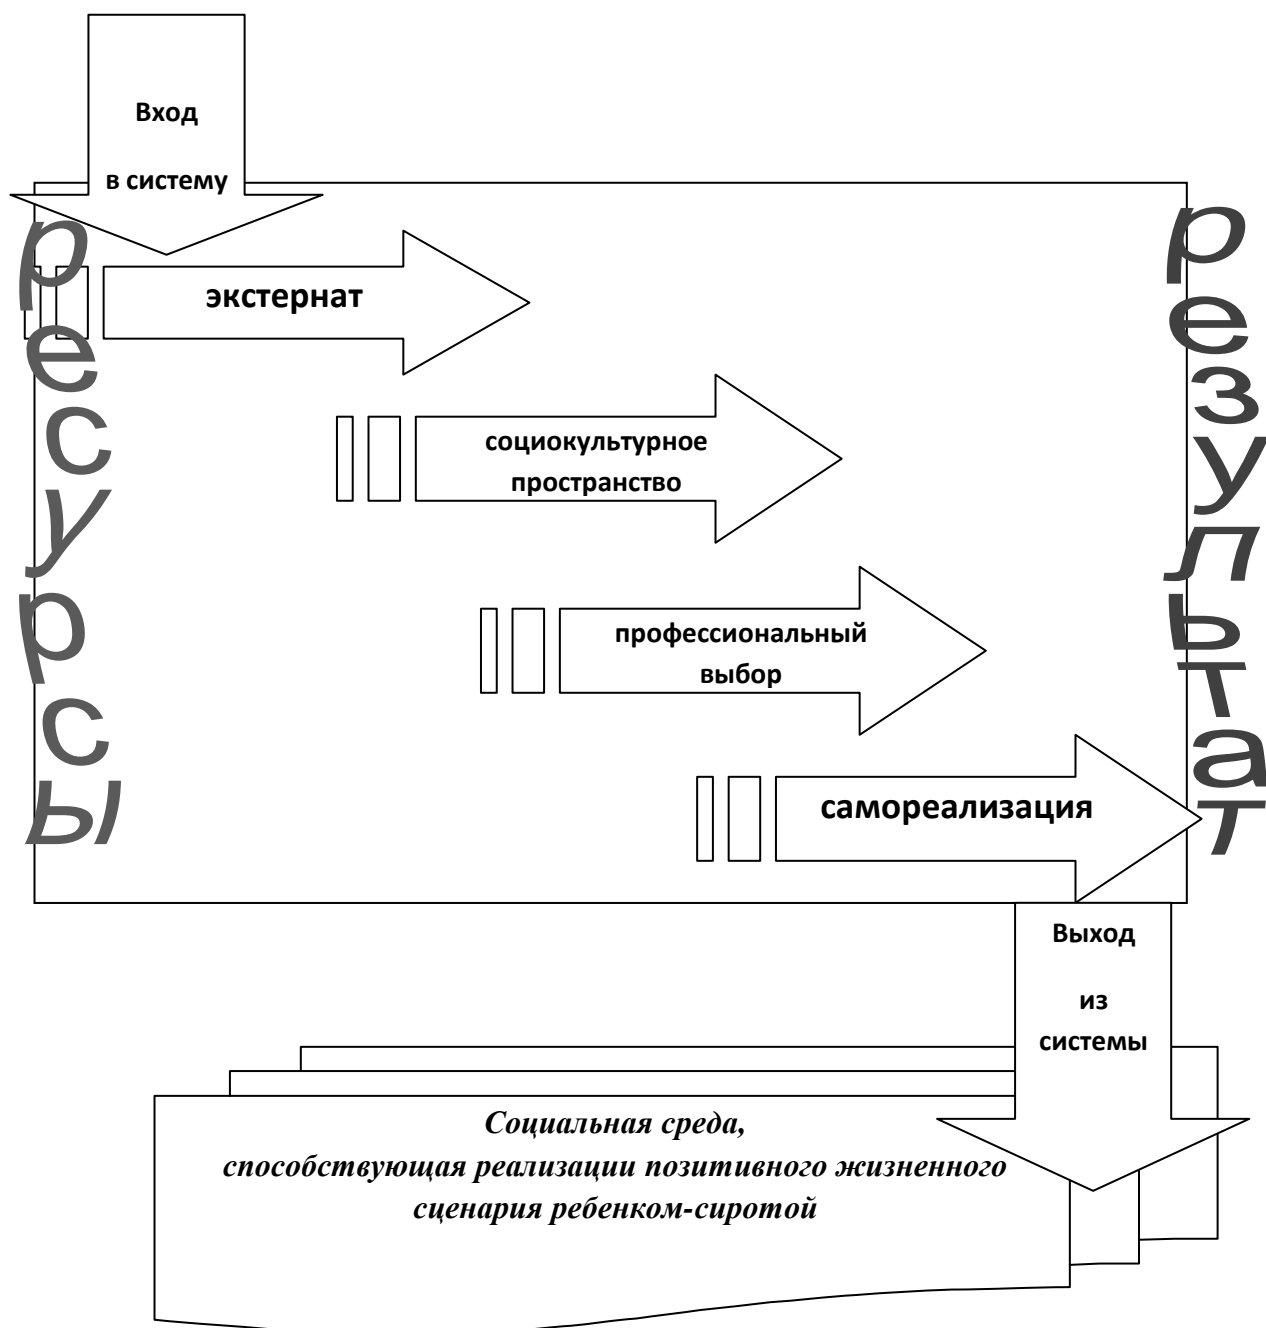 Вход
в систему
ресурсы
результат
экстернат
социокультурное
пространство
профессиональный
выбор
самореализация
Выход
из
системы
Социальная среда,
способствующая реализации позитивного жизненного
сценария ребенком-сиротой